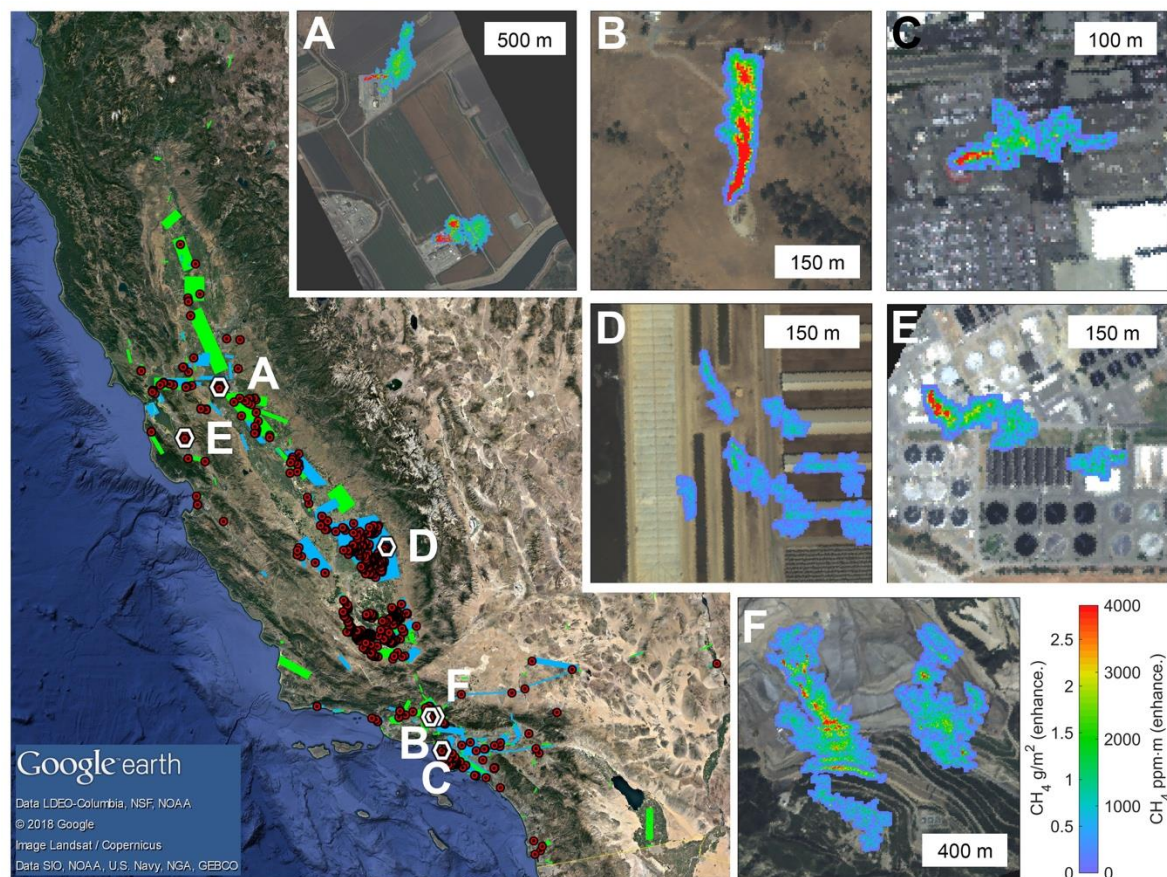 A
500 m
B
150 m
C
100 m
A
E
D
F
B
C
D
150 m
E
150 m
F
400 m
CH₄ g/m² (enhance.)
2.5
2
1.5
1
0.5
0
CH₄ ppm·m (enhance.)
4000
3000
2000
1000
0
Google earth
Data LDEO-Columbia, NSF, NOAA
© 2018 Google
Image Landsat / Copernicus
Data SIO, NOAA, U.S. Navy, NGA, GEBCO